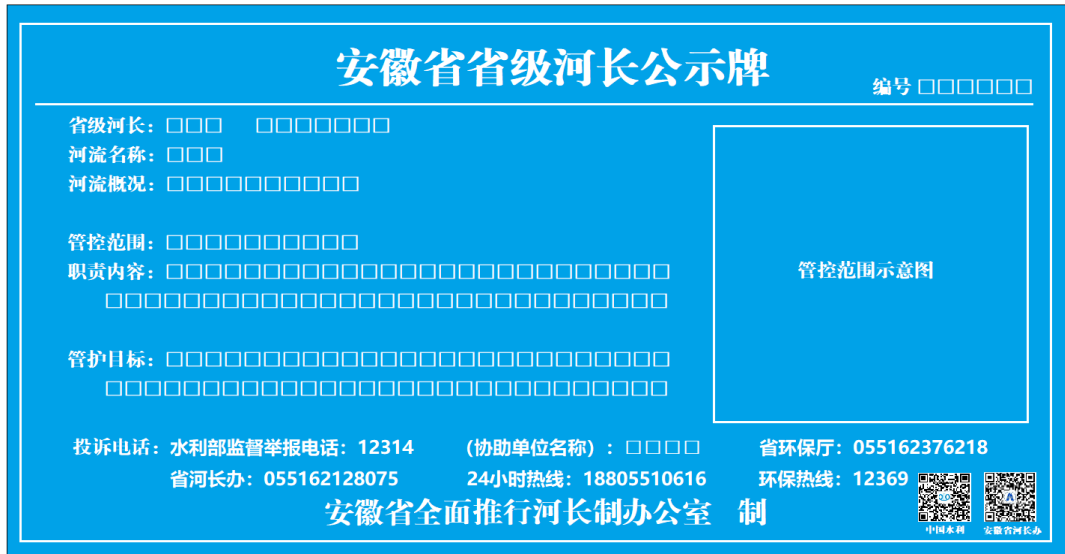 安徽省省级河长公示牌
编号 □□□□□□
省级河长：□□□ □□□□□□□
河流名称：□□□
河流概况：□□□□□□□□□□
管控范围：□□□□□□□□□□
职责内容：□□□□□□□□□□□□□□□□□□□□□□□□□□
□□□□□□□□□□□□□□□□□□□□□□□□□□□□□
管护目标：□□□□□□□□□□□□□□□□□□□□□□□□□□
□□□□□□□□□□□□□□□□□□□□□□□□□□□□□
管控范围示意图
投诉电话：水利部监督举报电话：12314 （协助单位名称）：□□□□ 省环保厅：055162376218
省河长办：055162128075 24小时热线：18805510616 环保热线：12369
安徽省全面推行河长制办公室 制
中国水利
安徽省河长办